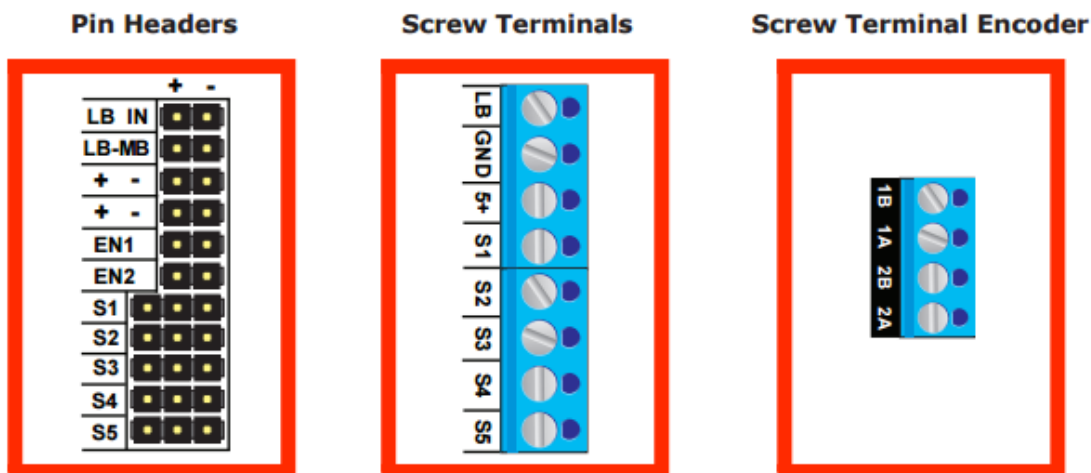 Pin Headers
+ -
LB IN
LB-MB
+ -
+ -
EN1
EN2
S1
S2
S3
S4
S5
Screw Terminals
LB
GND
5+
S1
S2
S3
S4
S5
Screw Terminal Encoder
1B
1A
2B
2A